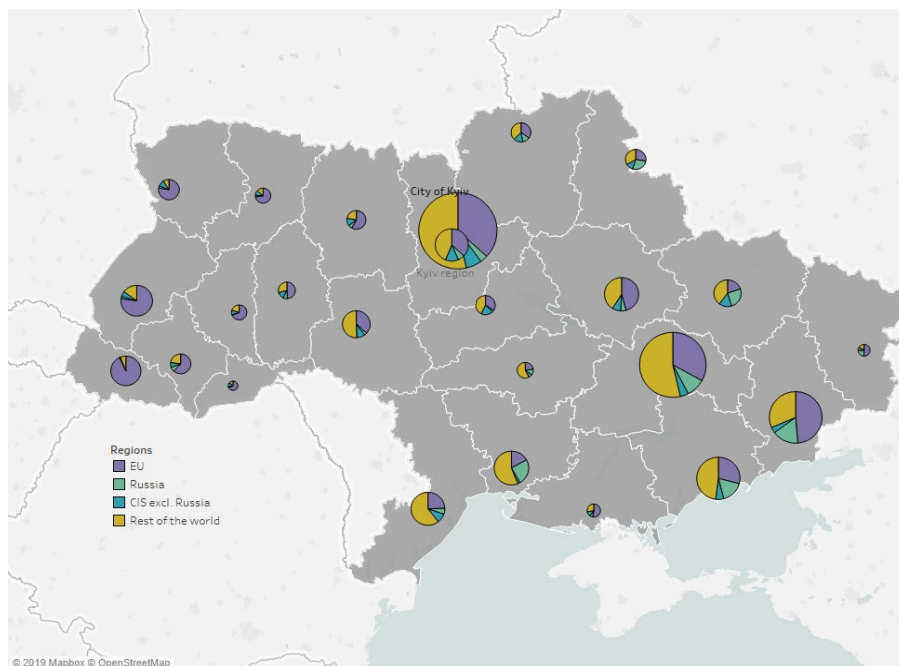 City of Kyiv
Kyiv region
Regions
EU
Russia
CIS excl. Russia
Rest of the world
© 2019 Mapbox © OpenStreetMap